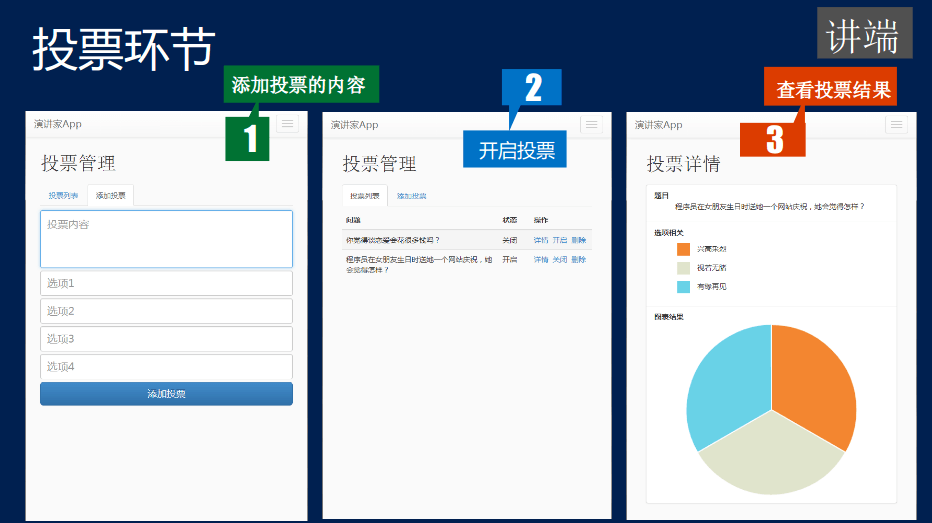 投票环节
讲端
添加投票的内容
1
演讲家App
投票管理
投票列表 添加投票
投票内容
选项1
选项2
选项3
选项4
添加投票
2
开启投票
演讲家App
投票管理
投票列表 添加投票
问题 状态 操作
你觉得谈恋爱会花很多钱吗？ 关闭 详情 开启 删除
程序员在女朋友生日时送她一个网站庆祝，她会觉得怎样？ 开启 详情 关闭 删除
查看投票结果
3
演讲家App
投票详情
题目
程序员在女朋友生日时送她一个网站庆祝，她会觉得怎样？
选项相关
兴高采烈
视若无睹
有缘再见
图表结果